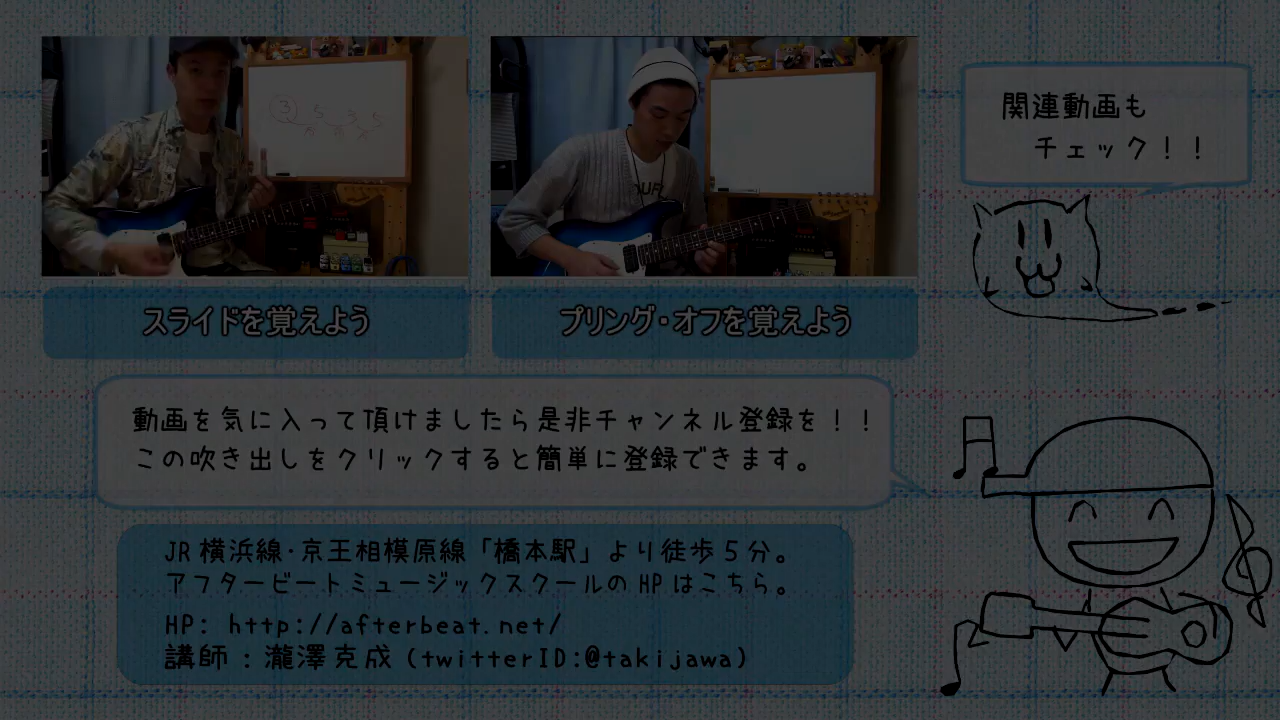 3 5 3 5
関連動画も
チェック！！
スライドを覚えよう
プリング・オフを覚えよう
動画を気に入って頂けましたら是非チャンネル登録を！！
この吹き出しをクリックすると簡単に登録できます。
JR 横浜線・京王相模原線「橋本駅」より徒歩５分。
アフタービートミュージックスクールの HP はこちら。
HP: http://afterbeat.net/
講師：瀧澤克成 (twitterID:@takijawa)